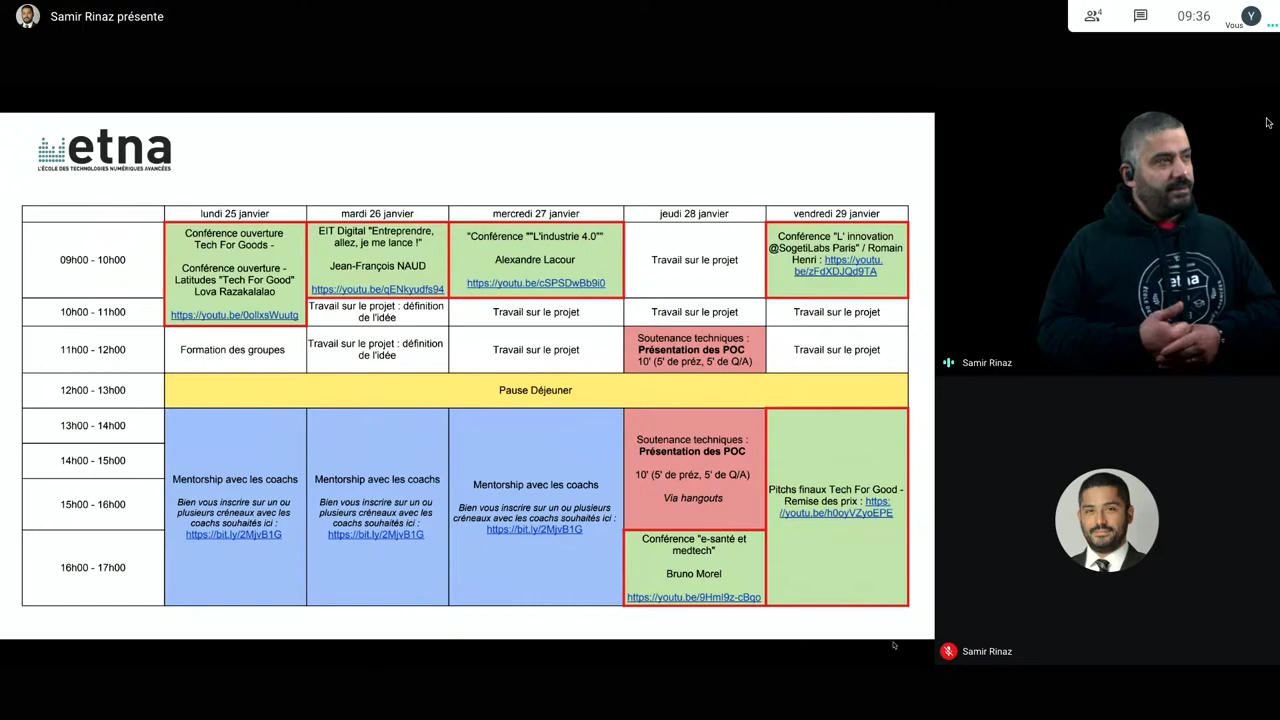 Samir Rinaz présente
4
09:36
Vous
Y
etna
L'ÉCOLE DES TECHNOLOGIES NUMÉRIQUES AVANCÉES
lundi 25 janvier
mardi 26 janvier
mercredi 27 janvier
jeudi 28 janvier
vendredi 29 janvier
09h00 - 10h00
Conférence ouverture
Tech For Goods -
Conférence ouverture -
Latitudes "Tech For Good"
Lova Razakalalao
https://youtu.be/0ollxsWuutg
EIT Digital "Entreprendre,
allez, je me lance !"
Jean-François NAUD
https://youtu.be/qENkyudfs94
"Conférence ""L'industrie 4.0""
Alexandre Lacour
https://youtu.be/cSPSDwBb9i0
Travail sur le projet
Conférence "L' innovation
@SogetiLabs Paris" / Romain
Henri : https://youtu.
be/zFdXDJQd9TA
10h00 - 11h00
Travail sur le projet : définition
de l'idée
Travail sur le projet
Travail sur le projet
Travail sur le projet
11h00 - 12h00
Formation des groupes
Travail sur le projet : définition
de l'idée
Travail sur le projet
Soutenance techniques :
Présentation des POC
10' (5' de préz, 5' de Q/A)
Travail sur le projet
12h00 - 13h00
Pause Déjeuner
13h00 - 14h00
14h00 - 15h00
15h00 - 16h00
16h00 - 17h00
Mentorship avec les coachs
Bien vous inscrire sur un ou
plusieurs créneaux avec les
coachs souhaités ici :
https://bit.ly/2MjvB1G
Mentorship avec les coachs
Bien vous inscrire sur un ou
plusieurs créneaux avec les
coachs souhaités ici :
https://bit.ly/2MjvB1G
Mentorship avec les coachs
Bien vous inscrire sur un ou plusieurs
créneaux avec les coachs souhaités ici :
https://bit.ly/2MjvB1G
Soutenance techniques :
Présentation des POC
10' (5' de préz, 5' de Q/A)
Via hangouts
Conférence "e-santé et
medtech"
Bruno Morel
https://youtu.be/9HmI9z-cBqo
Pitchs finaux Tech For Good -
Remise des prix : https:
//youtu.be/h0oyVZyoEPE
etna
Samir Rinaz
Samir Rinaz